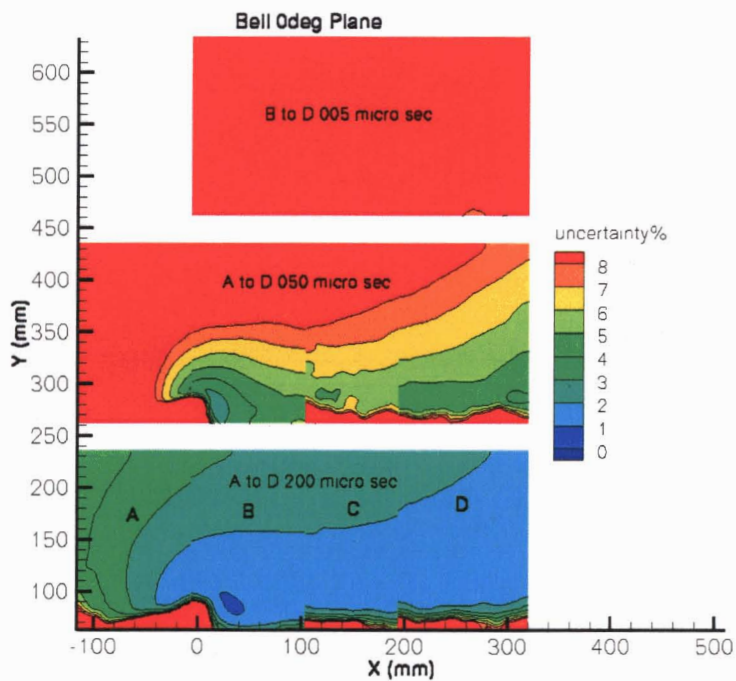 Bell 0deg Plane
600
550
500
450
400
350
300
250
200
150
100
Y (mm)
B to D 005 micro sec
A to D 050 micro sec
A to D 200 micro sec
A
B
C
D
uncertainty%
8
7
6
5
4
3
2
1
0
-100
0
100
200
300
400
500
X (mm)